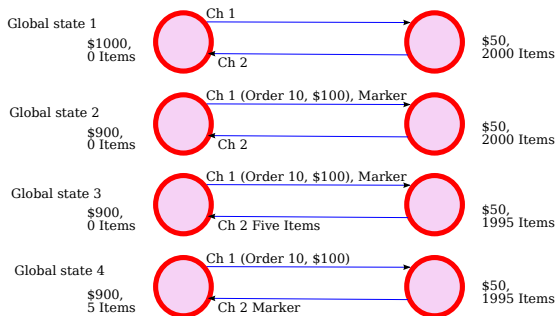 Global state 1
Ch 1
$1000,
0 Items
$50,
2000 Items
Ch 2
Global state 2
Ch 1 (Order 10, $100), Marker
$900,
0 Items
$50,
2000 Items
Ch 2
Global state 3
Ch 1 (Order 10, $100), Marker
$900,
0 Items
$50,
1995 Items
Ch 2 Five Items
Global state 4
Ch 1 (Order 10, $100)
$900,
5 Items
$50,
1995 Items
Ch 2 Marker